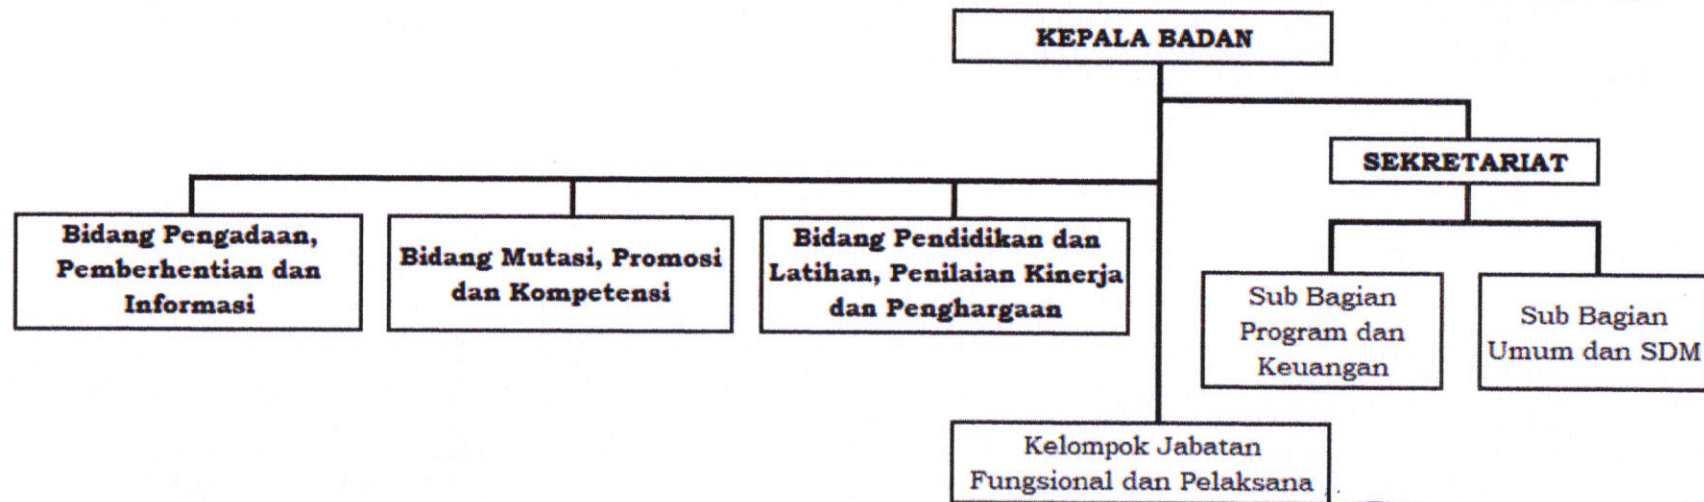 KEPALA BADAN
SEKRETARIAT
Bidang Pengadaan,
Pemberhentian dan
Informasi
Bidang Mutasi, Promosi
dan Kompetensi
Bidang Pendidikan dan
Latihan, Penilaian Kinerja
dan Penghargaan
Sub Bagian
Program dan
Keuangan
Sub Bagian
Umum dan SDM
Kelompok Jabatan
Fungsional dan Pelaksana